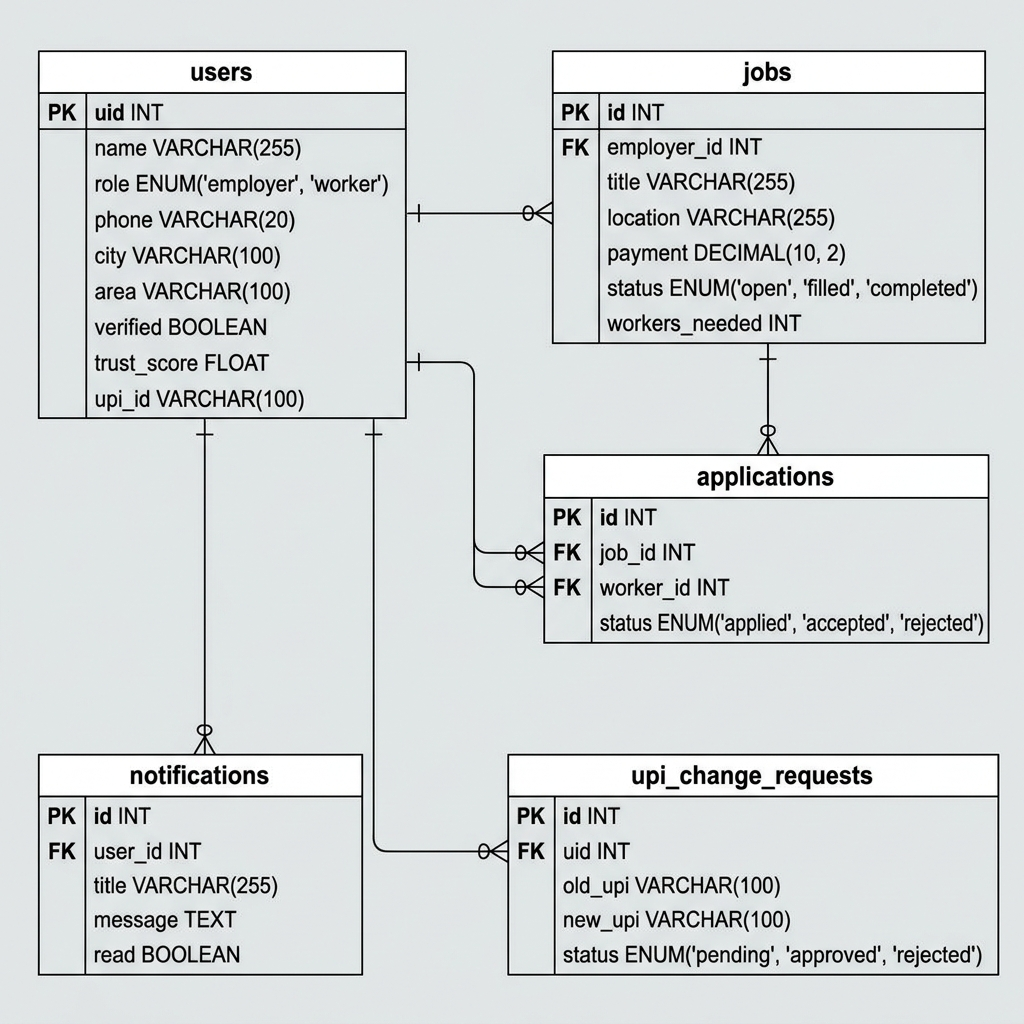 users
PK uid INT
name VARCHAR(255)
role ENUM('employer', 'worker')
phone VARCHAR(20)
city VARCHAR(100)
area VARCHAR(100)
verified BOOLEAN
trust_score FLOAT
upi_id VARCHAR(100)
jobs
PK id INT
FK employer_id INT
title VARCHAR(255)
location VARCHAR(255)
payment DECIMAL(10, 2)
status ENUM('open', 'filled', 'completed')
workers_needed INT
applications
PK id INT
FK job_id INT
FK worker_id INT
status ENUM('applied', 'accepted', 'rejected')
notifications
PK id INT
FK user_id INT
title VARCHAR(255)
message TEXT
read BOOLEAN
upi_change_requests
PK id INT
FK uid INT
old_upi VARCHAR(100)
new_upi VARCHAR(100)
status ENUM('pending', 'approved', 'rejected')